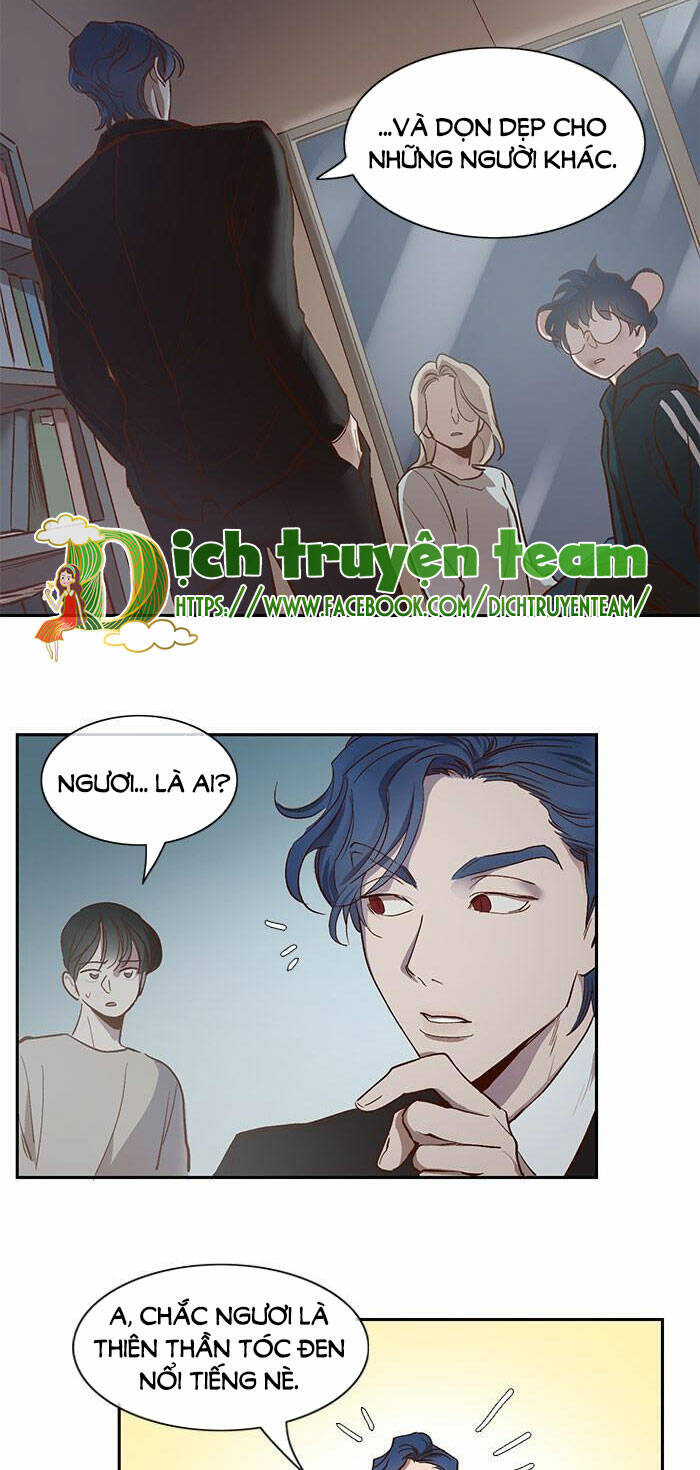 ...VÀ DỌN DẸP CHO
NHỮNG NGƯỜI KHÁC.
Dịch truyện team
HTTPS://WWW.FACEBOOK.COM/DICHTRUYENTEAM/
NGƯƠI... LÀ AI?
A, CHẮC NGƯƠI LÀ
THIÊN THẦN TÓC ĐEN
NỔI TIẾNG NÈ.